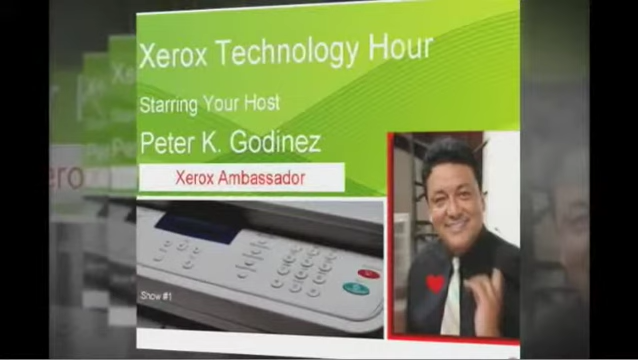 Xerox Technology Hour
Starring Your Host
Peter K. Godinez
Xerox Ambassador
Show #1